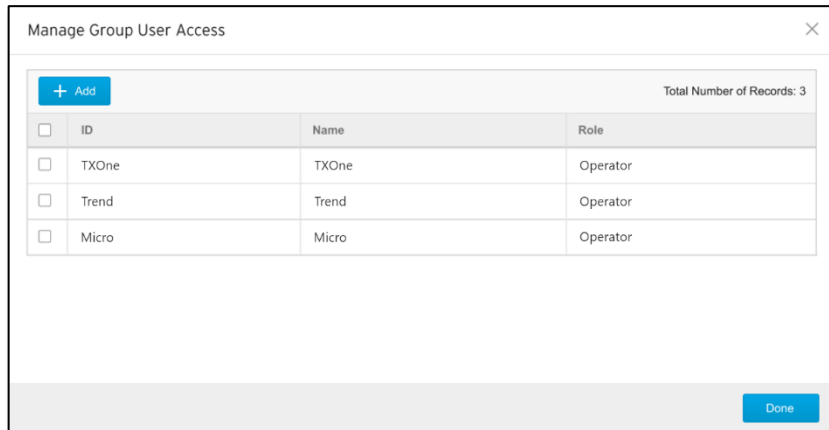 Manage Group User Access
+ Add Total Number of Records: 3
ID Name Role
TXOne TXOne Operator
Trend Trend Operator
Micro Micro Operator
Done